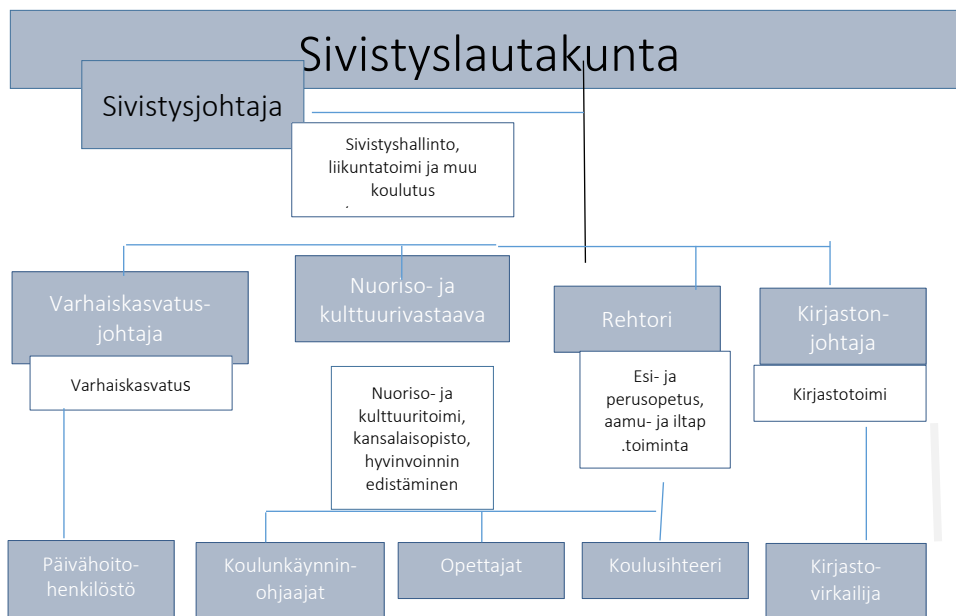 Sivistyslautakunta
Sivistysjohtaja
Sivistyshallinto,
liikuntatoimi ja muu
koulutus
.
Varhaiskasvatus-
johtaja
Varhaiskasvatus
Nuoriso- ja
kulttuurivastaava
Nuoriso- ja
kulttuuritoimi,
kansalaisopisto,
hyvinvoinnin
edistäminen
Rehtori
Esi- ja
perusopetus,
aamu- ja iltap
.toiminta
Kirjaston-
johtaja
Kirjastotoimi
Päivähoito-
henkilöstö
Koulunkäynnin-
ohjaajat
Opettajat
Koulusihteeri
Kirjasto-
virkailija